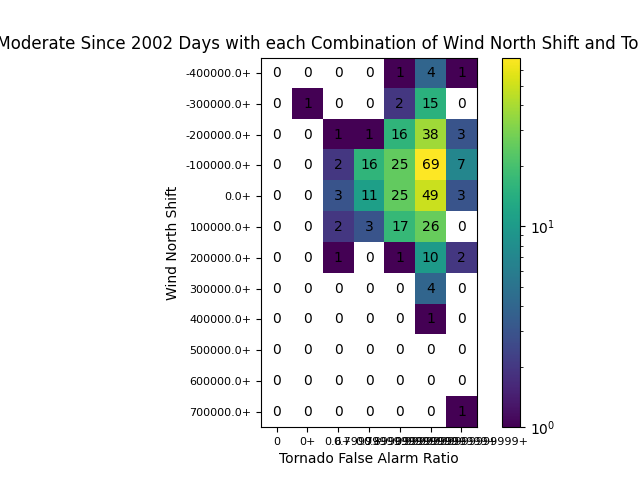 Moderate Since 2002 Days with each Combination of Wind North Shift and To
-400000.0+ 0 0 0 0 1 4 1
-300000.0+ 0 1 0 0 2 15 0
-200000.0+ 0 0 1 1 16 38 3
-100000.0+ 0 0 2 16 25 69 7
0.0+ 0 0 3 11 25 49 3
100000.0+ 0 0 2 3 17 26 0
200000.0+ 0 0 1 0 1 10 2
300000.0+ 0 0 0 0 0 4 0
400000.0+ 0 0 0 0 0 1 0
500000.0+ 0 0 0 0 0 0 0
600000.0+ 0 0 0 0 0 0 0
700000.0+ 0 0 0 0 0 0 1
0 0+
Tornado False Alarm Ratio
Wind North Shift
10¹
10⁰